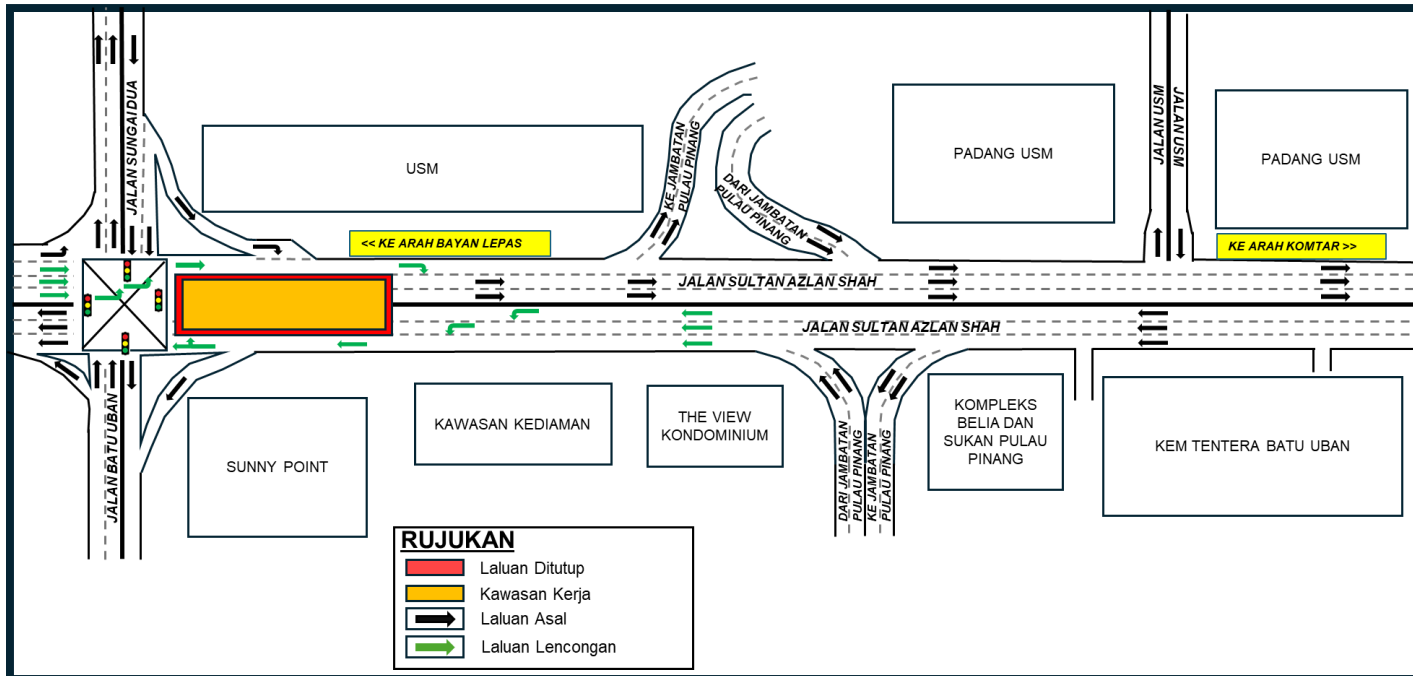 JALAN SUNGAI DUA
USM
KE JAMBATAN
PULAU PINANG
DARI JAMBATAN
PULAU PINANG
PADANG USM
JALAN USM
JALAN USM
PADANG USM
<< KE ARAH BAYAN LEPAS
KE ARAH KOMTAR >>
JALAN SULTAN AZLAN SHAH
JALAN SULTAN AZLAN SHAH
JALAN BATU UBAN
SUNNY POINT
KAWASAN KEDIAMAN
THE VIEW
KONDOMINIUM
DARI JAMBATAN
PULAU PINANG
KE JAMBATAN
PULAU PINANG
KOMPLEKS
BELIA DAN
SUKAN PULAU
PINANG
KEM TENTERA BATU UBAN
RUJUKAN
Laluan Ditutup
Kawasan Kerja
Laluan Asal
Laluan Lencongan